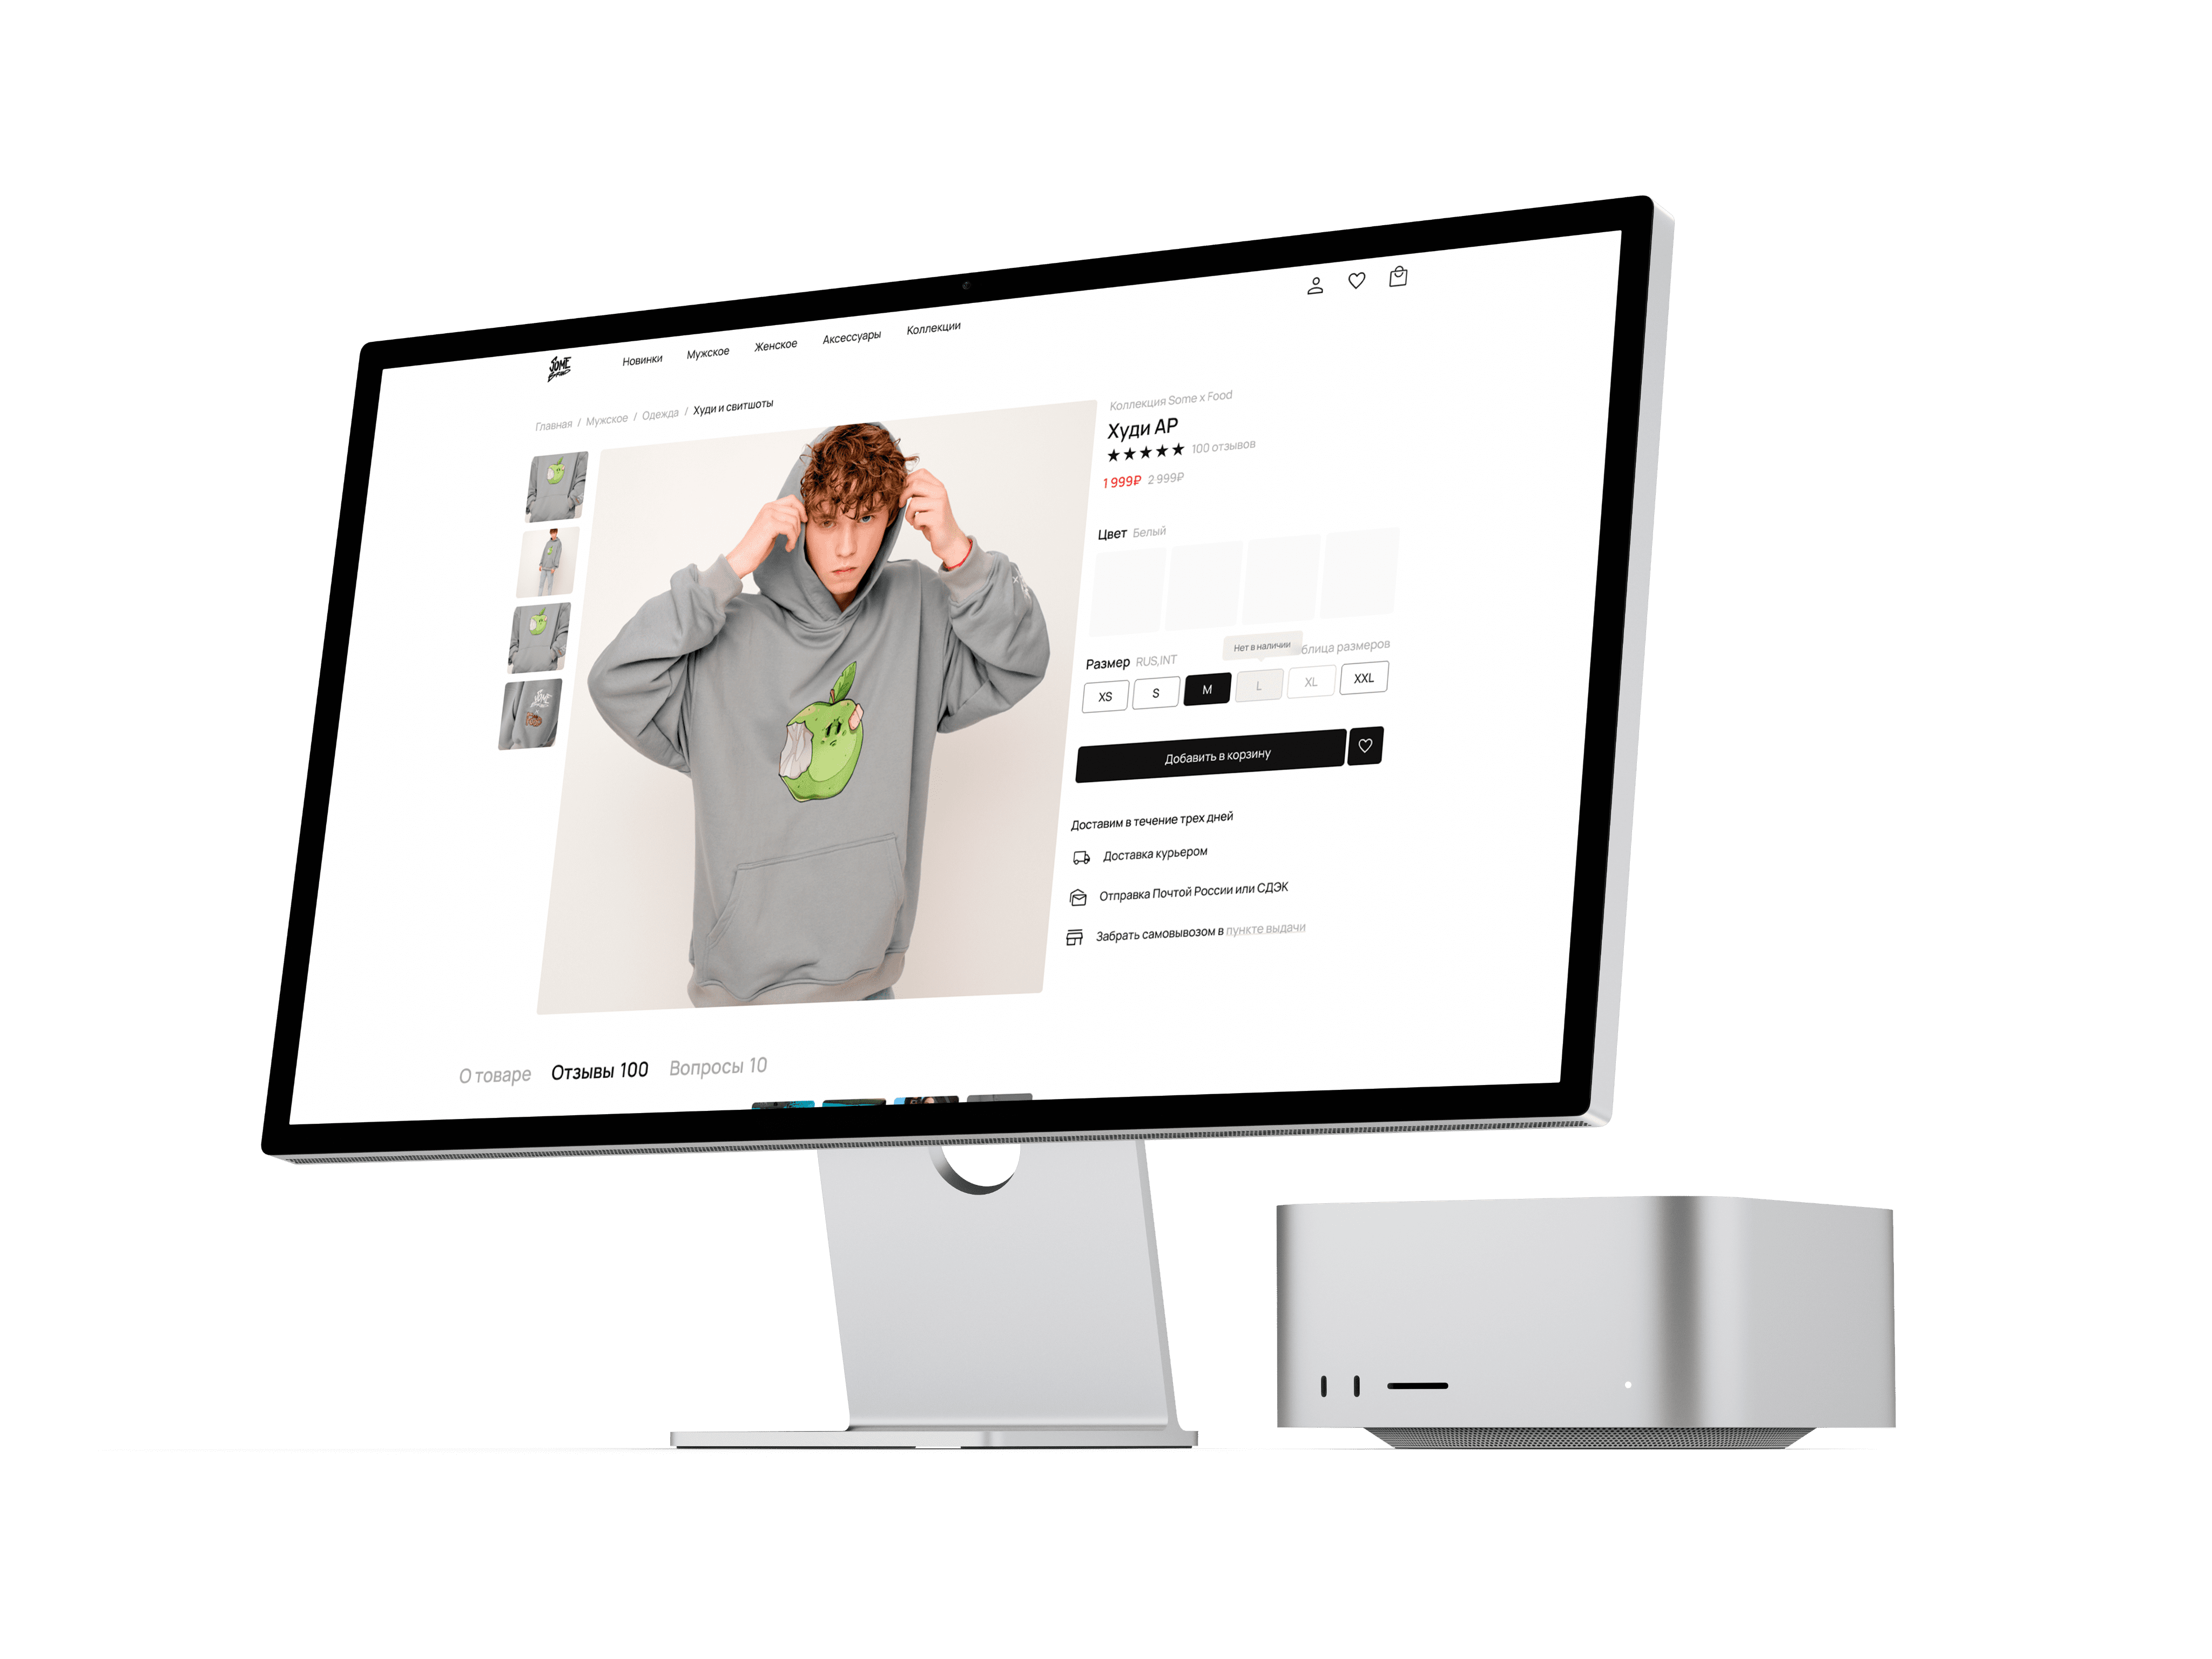 SOME
Новинки Мужское Женское Аксессуары Коллекции
Главная / Мужское / Одежда / Худи и свитшоты
Коллекция Some x Food
Худи AP
★★★★★ 100 отзывов
1 999₽ 2 999₽
Цвет Белый
Нет в наличии
Размер RUS,INT блица размеров
XS S M L XL XXL
Добавить в корзину
Доставим в течение трех дней
Доставка курьером
Отправка Почтой России или СДЭК
Забрать самовывозом в пункте выдачи
О товаре Отзывы 100 Вопросы 10